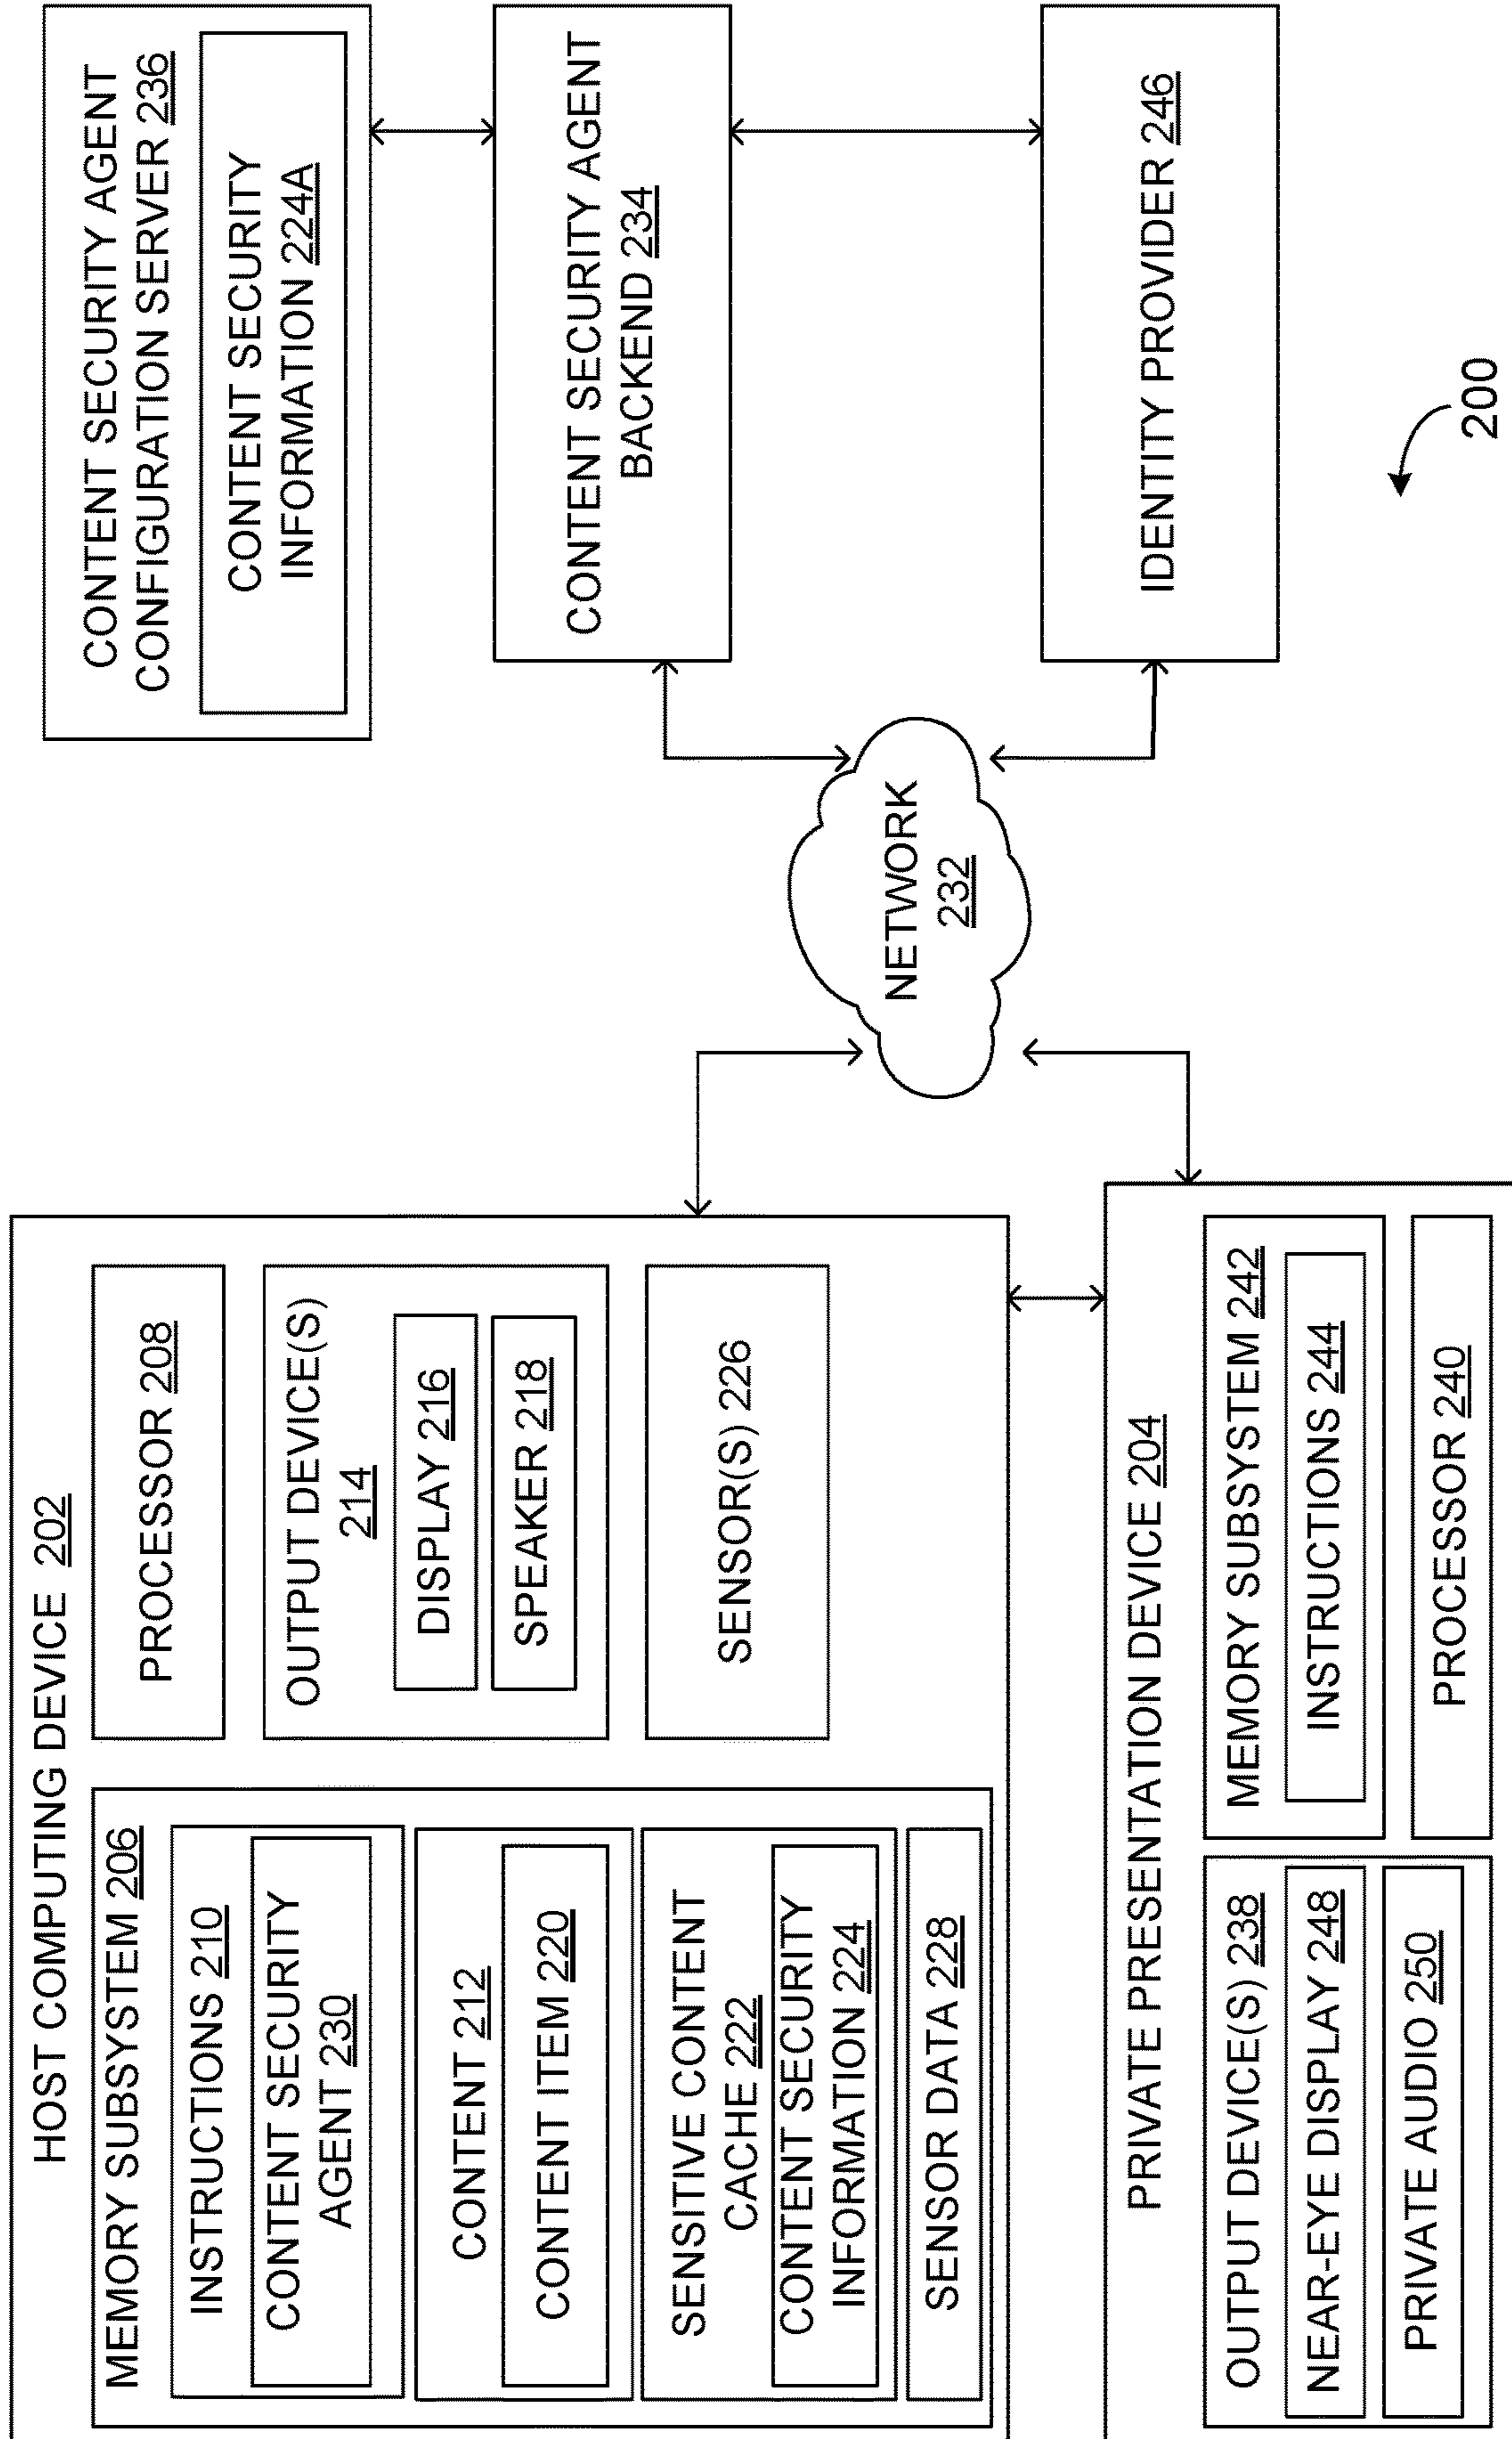 HOST COMPUTING DEVICE 202
MEMORY SUBSYSTEM 206
INSTRUCTIONS 210
CONTENT SECURITY
AGENT 230
CONTENT 212
CONTENT ITEM 220
SENSITIVE CONTENT
CACHE 222
CONTENT SECURITY
INFORMATION 224
SENSOR DATA 228
PROCESSOR 208
OUTPUT DEVICE(S)
214
DISPLAY 216
SPEAKER 218
SENSOR(S) 226
PRIVATE PRESENTATION DEVICE 204
OUTPUT DEVICE(S) 238
NEAR-EYE DISPLAY 248
PRIVATE AUDIO 250
MEMORY SUBSYSTEM 242
INSTRUCTIONS 244
PROCESSOR 240
NETWORK
232
CONTENT SECURITY AGENT
CONFIGURATION SERVER 236
CONTENT SECURITY
INFORMATION 224A
CONTENT SECURITY AGENT
BACKEND 234
IDENTITY PROVIDER 246
200